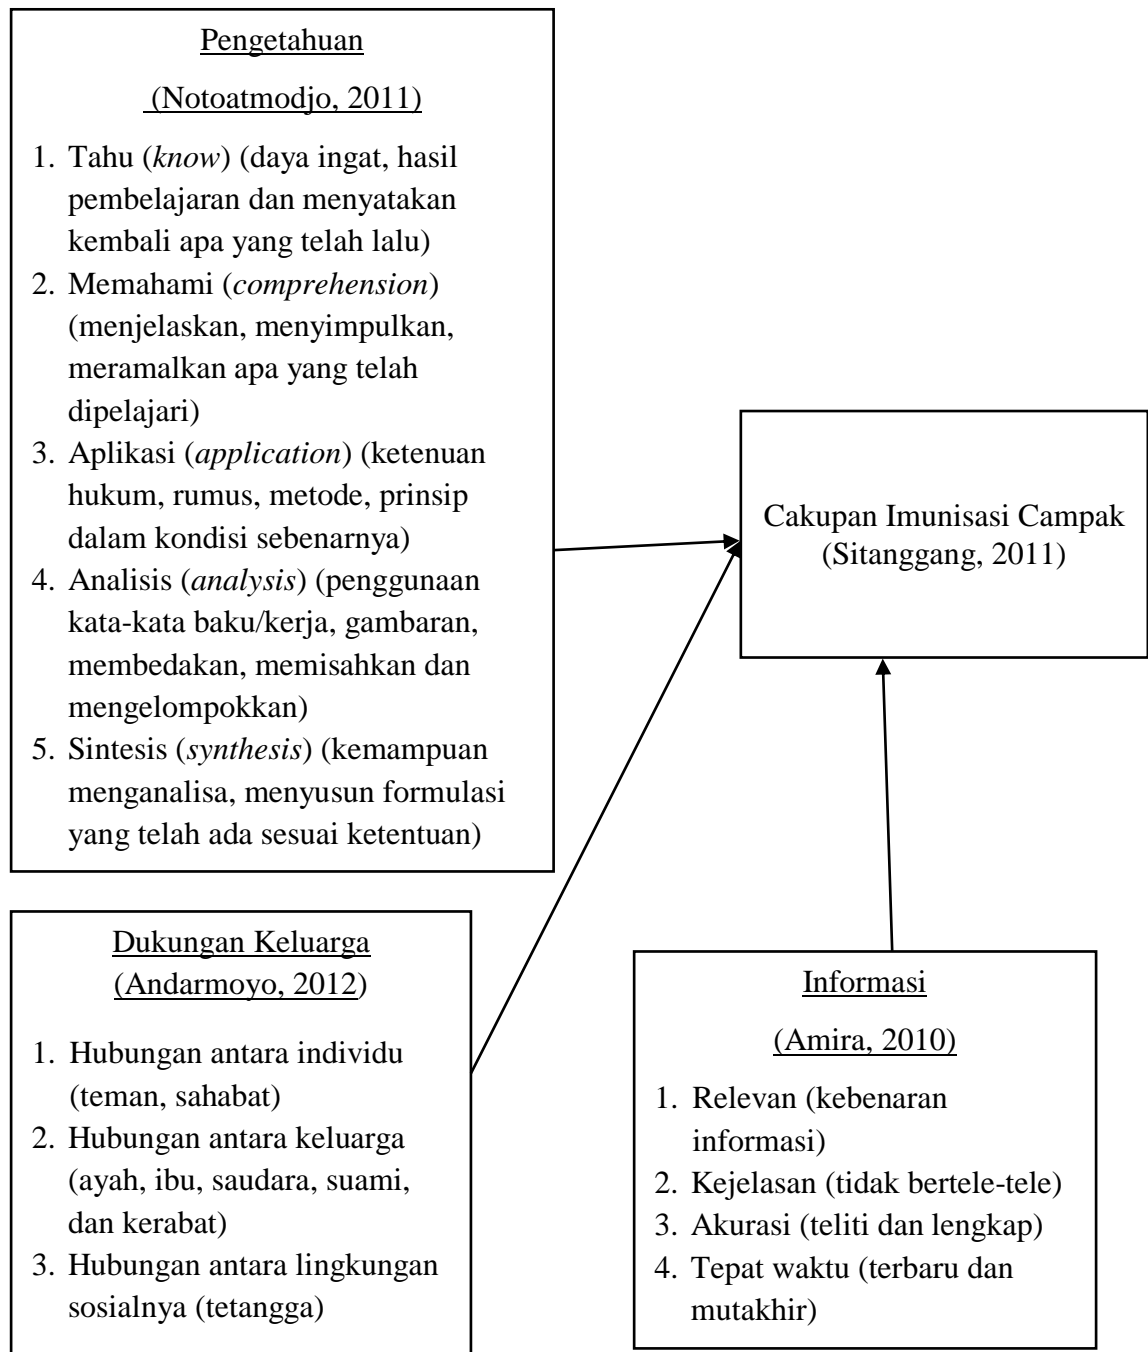 Pengetahuan
(Notoatmodjo, 2011)
1. Tahu (know) (daya ingat, hasil
pembelajaran dan menyatakan
kembali apa yang telah lalu)
2. Memahami (comprehension)
(menjelaskan, menyimpulkan,
meramalkan apa yang telah
dipelajari)
3. Aplikasi (application) (ketenuan
hukum, rumus, metode, prinsip
dalam kondisi sebenarnya)
4. Analisis (analysis) (penggunaan
kata-kata baku/kerja, gambaran,
membedakan, memisahkan dan
mengelompokkan)
5. Sintesis (synthesis) (kemampuan
menganalisa, menyusun formulasi
yang telah ada sesuai ketentuan)
Cakupan Imunisasi Campak
(Sitanggang, 2011)
Dukungan Keluarga
(Andarmoyo, 2012)
1. Hubungan antara individu
(teman, sahabat)
2. Hubungan antara keluarga
(ayah, ibu, saudara, suami,
dan kerabat)
3. Hubungan antara lingkungan
sosialnya (tetangga)
Informasi
(Amira, 2010)
1. Relevan (kebenaran
informasi)
2. Kejelasan (tidak bertele-tele)
3. Akurasi (teliti dan lengkap)
4. Tepat waktu (terbaru dan
mutakhir)